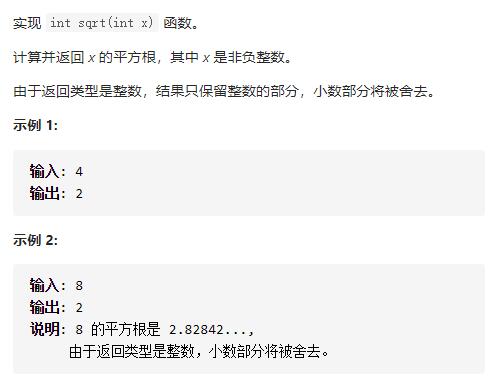 实现 int sqrt(int x) 函数。
计算并返回 x 的平方根，其中 x 是非负整数。
由于返回类型是整数，结果只保留整数的部分，小数部分将被舍去。
示例 1:
输入: 4
输出: 2
示例 2:
输入: 8
输出: 2
说明: 8 的平方根是 2.82842...,
由于返回类型是整数，小数部分将被舍去。